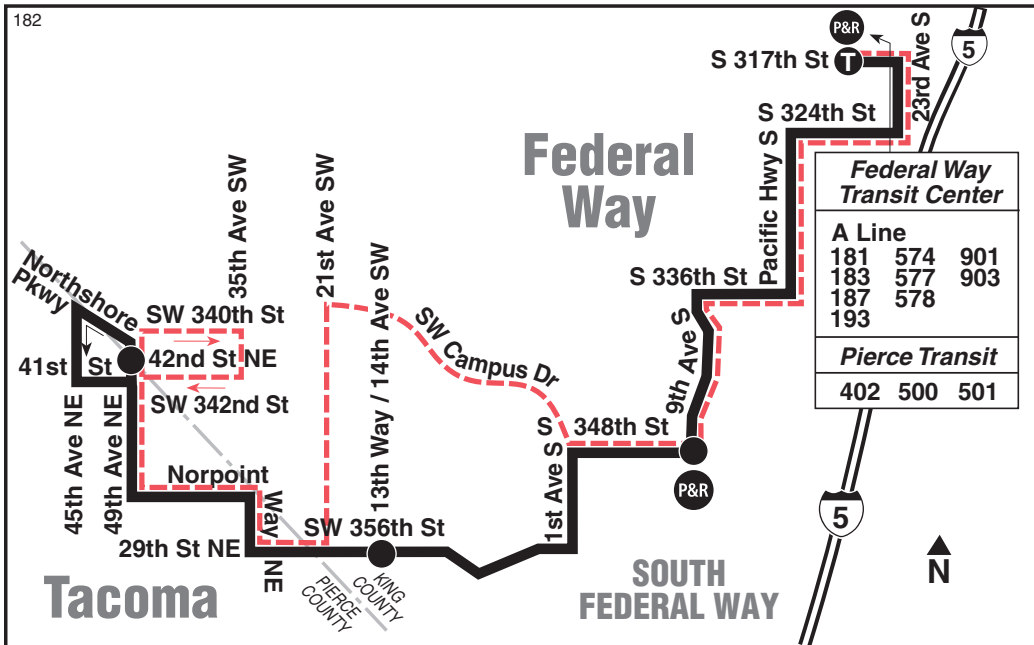 182
P&R
S 317th St
T
23rd Ave S
5
S 324th St
Federal
Way
Pacific Hwy S
Federal Way
Transit Center
A Line
181 574 901
183 577 903
187 578
193
Pierce Transit
402 500 501
35th Ave SW
21st Ave SW
13th Way / 14th Ave SW
S 336th St
Northshore
Pkwy
SW 340th St
42nd St NE
41st St
SW 342nd St
SW Campus Dr
9th Ave S
S 348th St
45th Ave NE
49th Ave NE
Norpoint
Way NE
1st Ave S
P&R
SW 356th St
29th St NE
5
N
Tacoma
PIERCE
COUNTY
KING
COUNTY
SOUTH
FEDERAL WAY